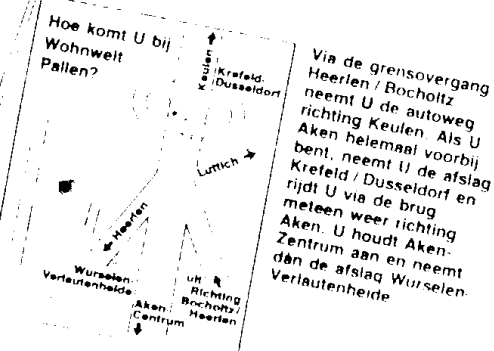 Hoe komt U bij
Wohnwelt
Pallen?
Keulen
Krefeld-
Dusseldorf
Luttich
Heerlen
Wurselen-
Verlautenheide
uit
Richting
Bocholtz/
Heerlen
Aken-
Centrum
Via de grensovergang
Heerlen / Bocholtz
neemt U de autoweg
richting Keulen. Als U
Aken helemaal voorbij
bent, neemt U de afslag
Krefeld / Dusseldorf en
rijdt U via de brug
meteen weer richting
Aken. U houdt Aken-
Zentrum aan en neemt
dan de afslag Wurselen-
Verlautenheide